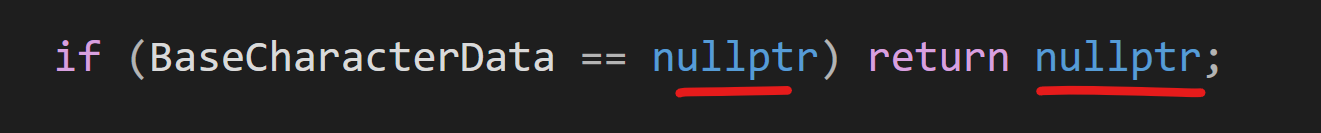 if (BaseCharacterData == nullptr) return nullptr;